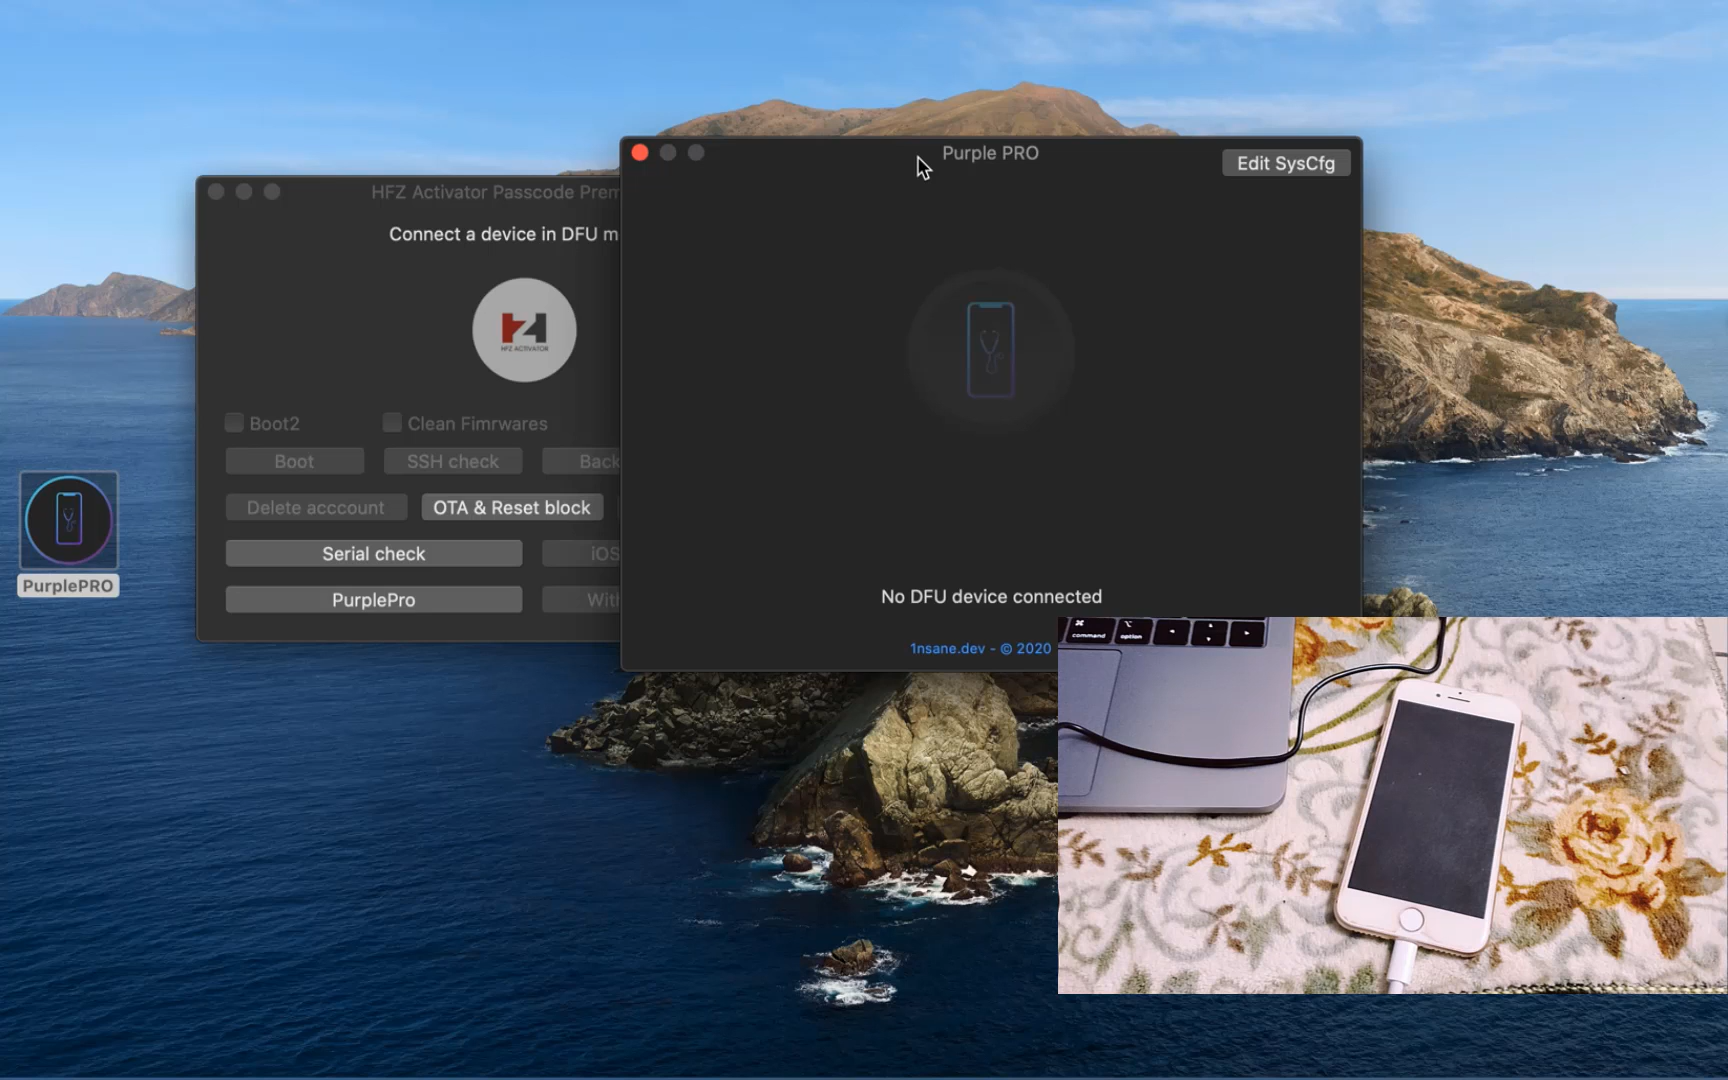 Purple PRO
Edit SysCfg
HFZ Activator Passcode Prem
Connect a device in DFU m
HFZ ACTIVATOR
Boot2
Clean Fimrwares
Boot
SSH check
Back
Delete acccount
OTA & Reset block
Serial check
iOS
PurplePro
With
PurplePRO
No DFU device connected
1nsane.dev - © 2020
command
option